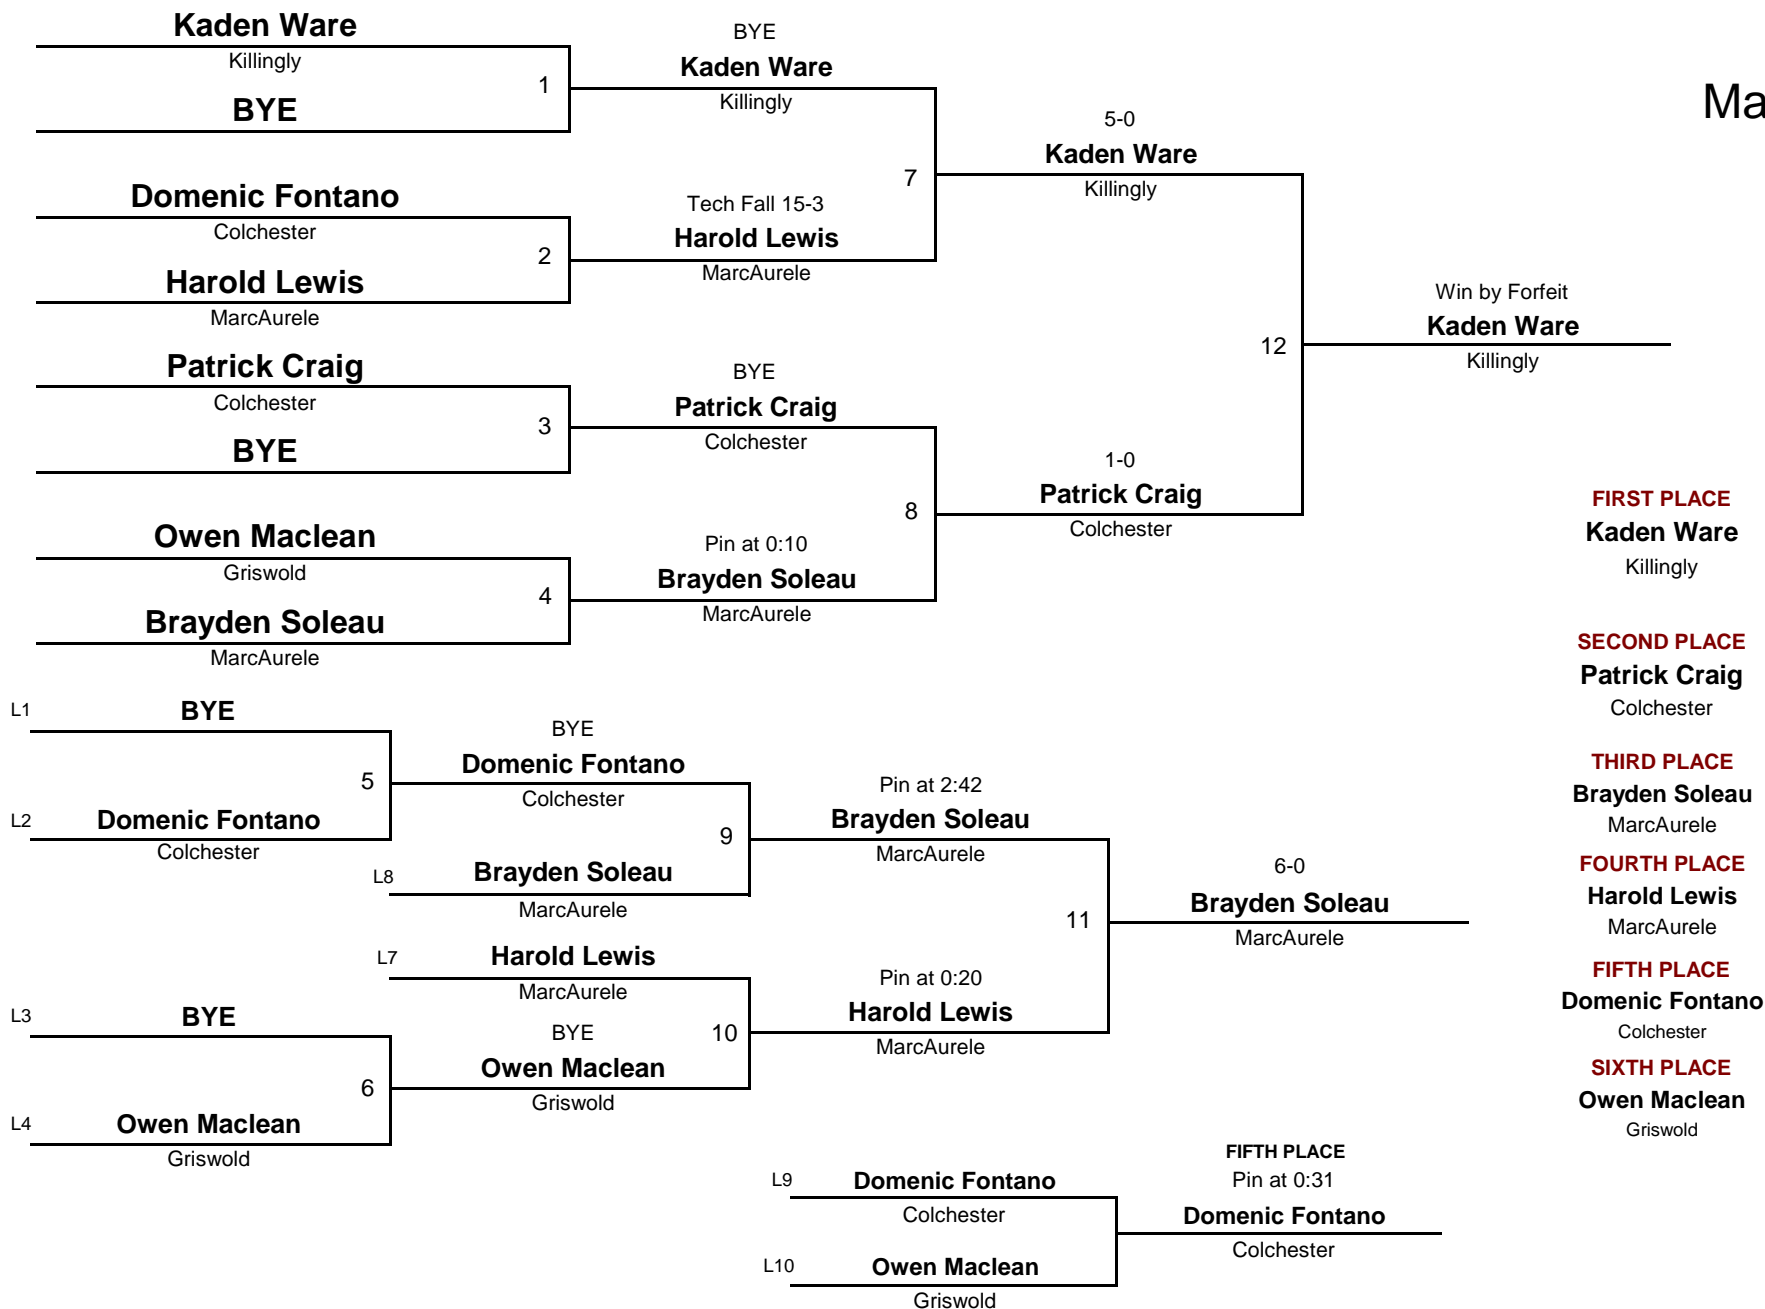 Kaden Ware
Killingly
1
BYE
BYE
Kaden Ware
Killingly
Domenic Fontano
Colchester
2
Harold Lewis
MarcAurele
Tech Fall 15-3
Harold Lewis
MarcAurele
7
5-0
Kaden Ware
Killingly
Ma
Patrick Craig
Colchester
3
BYE
BYE
Patrick Craig
Colchester
Owen Maclean
Griswold
4
Brayden Soleau
MarcAurele
Pin at 0:10
Brayden Soleau
MarcAurele
8
1-0
Patrick Craig
Colchester
12
Win by Forfeit
Kaden Ware
Killingly
FIRST PLACE
Kaden Ware
Killingly
SECOND PLACE
Patrick Craig
Colchester
THIRD PLACE
Brayden Soleau
MarcAurele
FOURTH PLACE
Harold Lewis
MarcAurele
FIFTH PLACE
Domenic Fontano
Colchester
SIXTH PLACE
Owen Maclean
Griswold
L1
BYE
5
L2
Domenic Fontano
Colchester
BYE
Domenic Fontano
Colchester
9
L8
Brayden Soleau
MarcAurele
Pin at 2:42
Brayden Soleau
MarcAurele
L7
Harold Lewis
MarcAurele
L3
BYE
6
L4
Owen Maclean
Griswold
BYE
Owen Maclean
Griswold
10
Pin at 0:20
Harold Lewis
MarcAurele
11
6-0
Brayden Soleau
MarcAurele
L9
Domenic Fontano
Colchester
L10
Owen Maclean
Griswold
FIFTH PLACE
Pin at 0:31
Domenic Fontano
Colchester